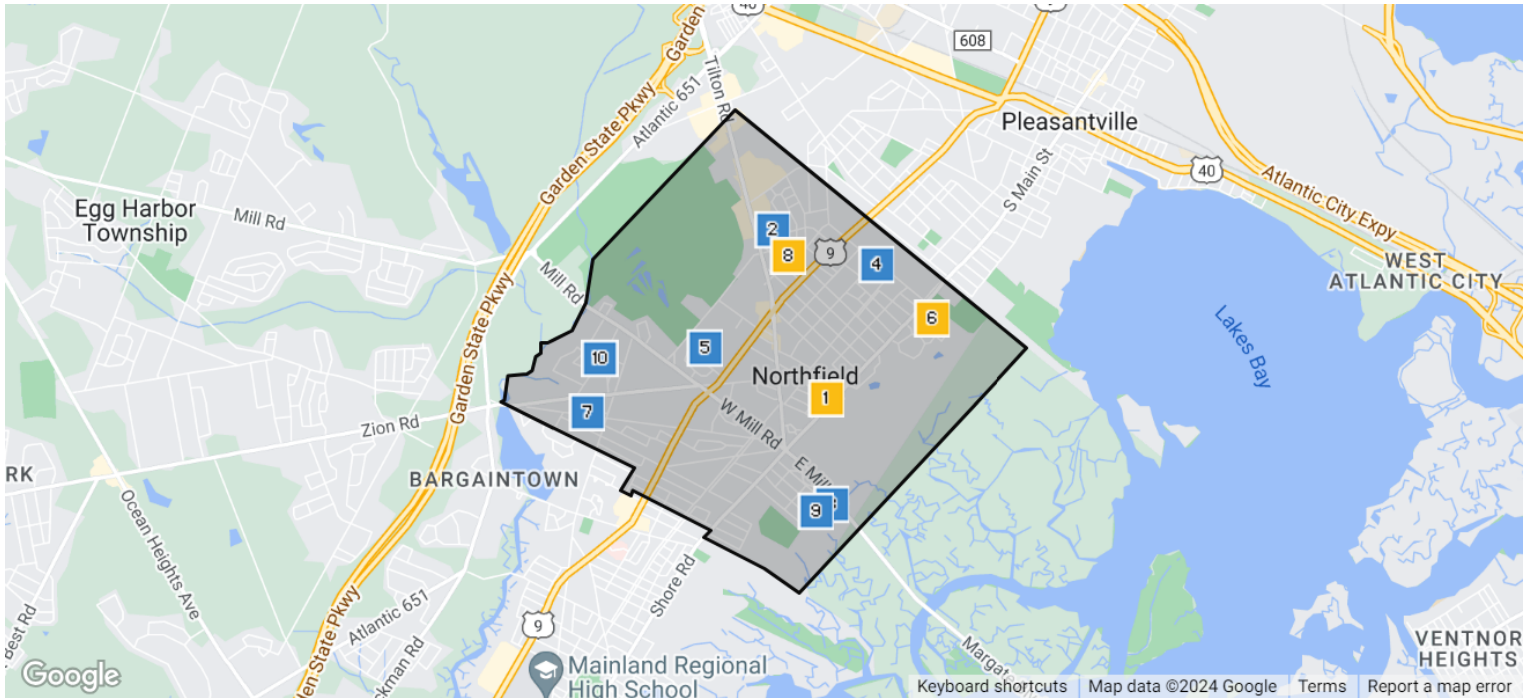 40
9
Garden
608
Tilton Rd
Atlantic 651
Garden State Pkwy
Pleasantville
40
S Main St
Atlantic City Expy
Egg Harbor
Township
Mill Rd
Garden State Pkwy
2
8
9
4
WEST
ATLANTIC CITY
Mill Rd
6
Lakes Bay
5
10
Northfield
1
Garden State Pkwy
7
W Mill Rd
Zion Rd
RK
BARGAINTOWN
E Mill
9
Ocean Heights Ave
Shore Rd
Best Rd
Atlantic 651
9
Margate
VENTNOR
HEIGHTS
Mainland Regional
High School
Google
Keyboard shortcuts
Map data ©2024 Google
Terms
Report a map error